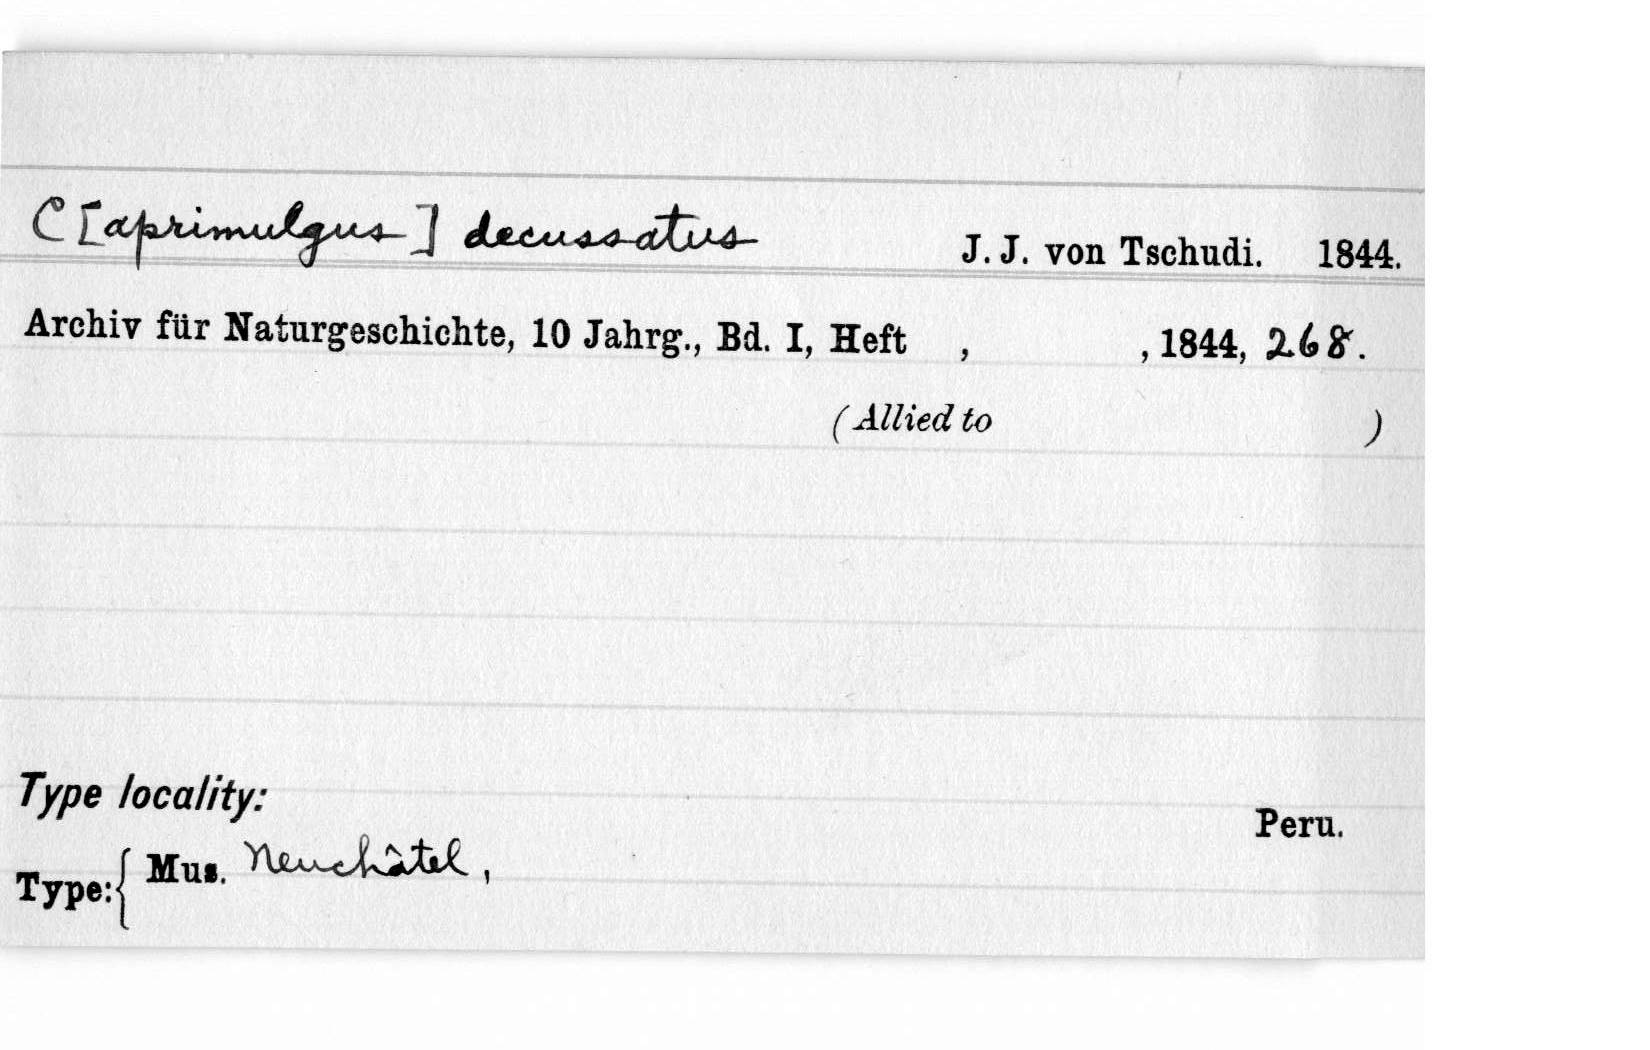 C[aprimulgus] decussatus J. J. von Tschudi. 1844.
Archiv für Naturgeschichte, 10 Jahrg., Bd. I, Heft , , 1844, 268.
(Allied to )
Type locality:
Peru.
Type: { Mus. Neuchâtel,